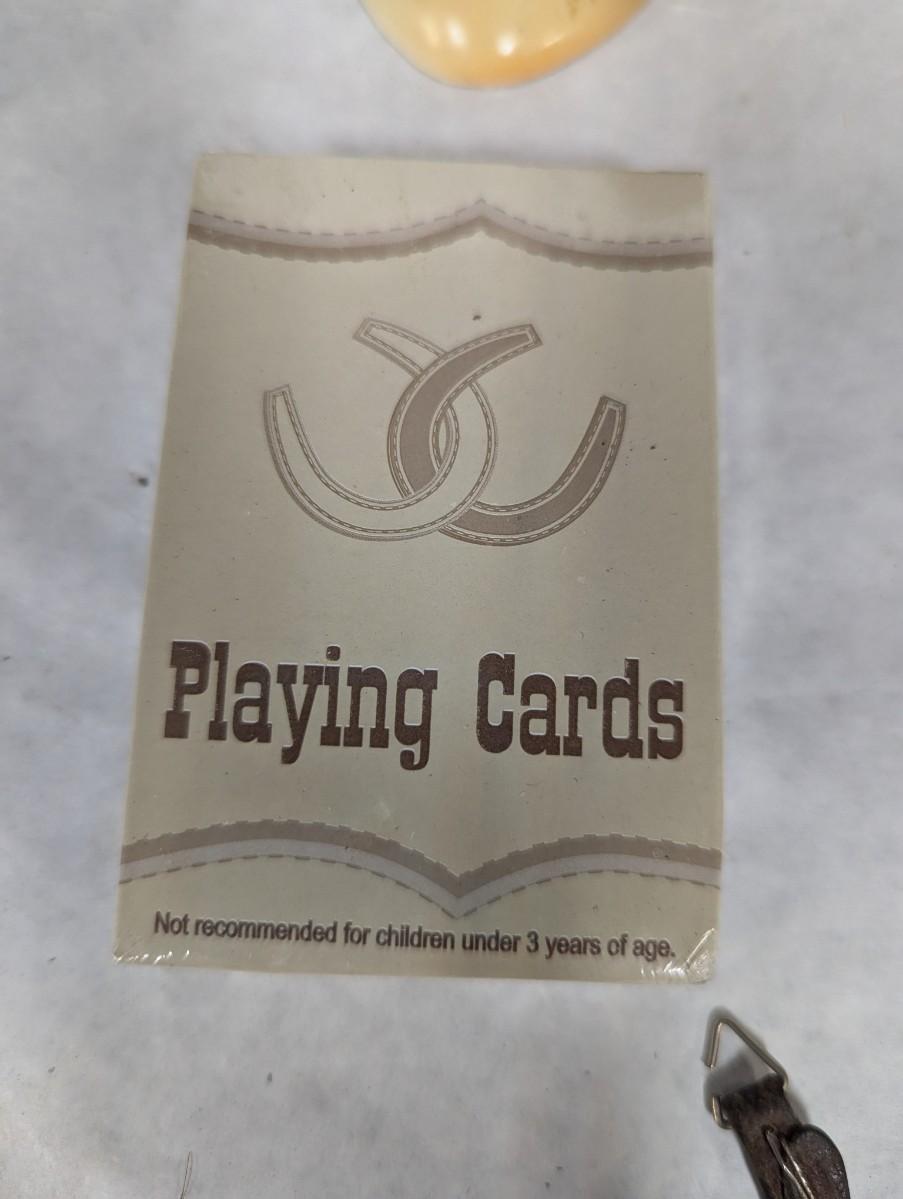 Playing Cards
Not recommended for children under 3 years of age.